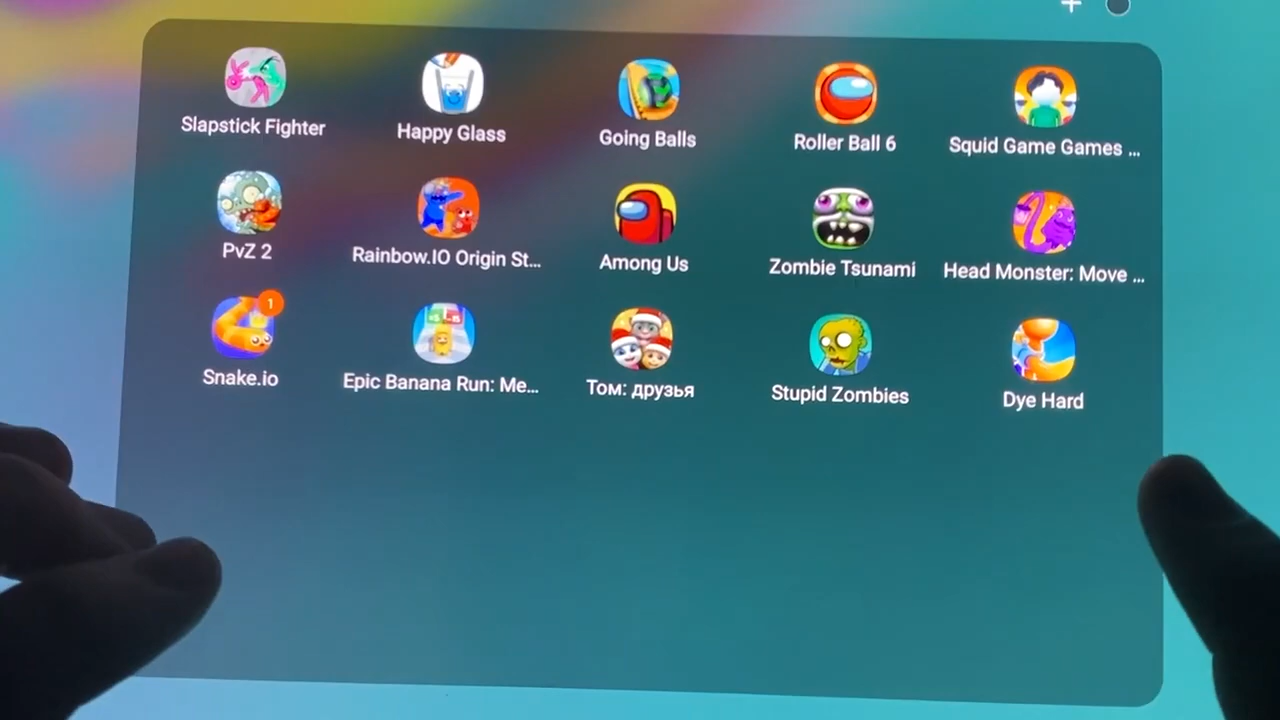 Slapstick Fighter
Happy Glass
Going Balls
Roller Ball 6
Squid Game Games ...
PvZ 2
Rainbow.IO Origin St...
Among Us
Zombie Tsunami
Head Monster: Move ...
1
Snake.io
Epic Banana Run: Me...
Том: друзья
Stupid Zombies
Dye Hard